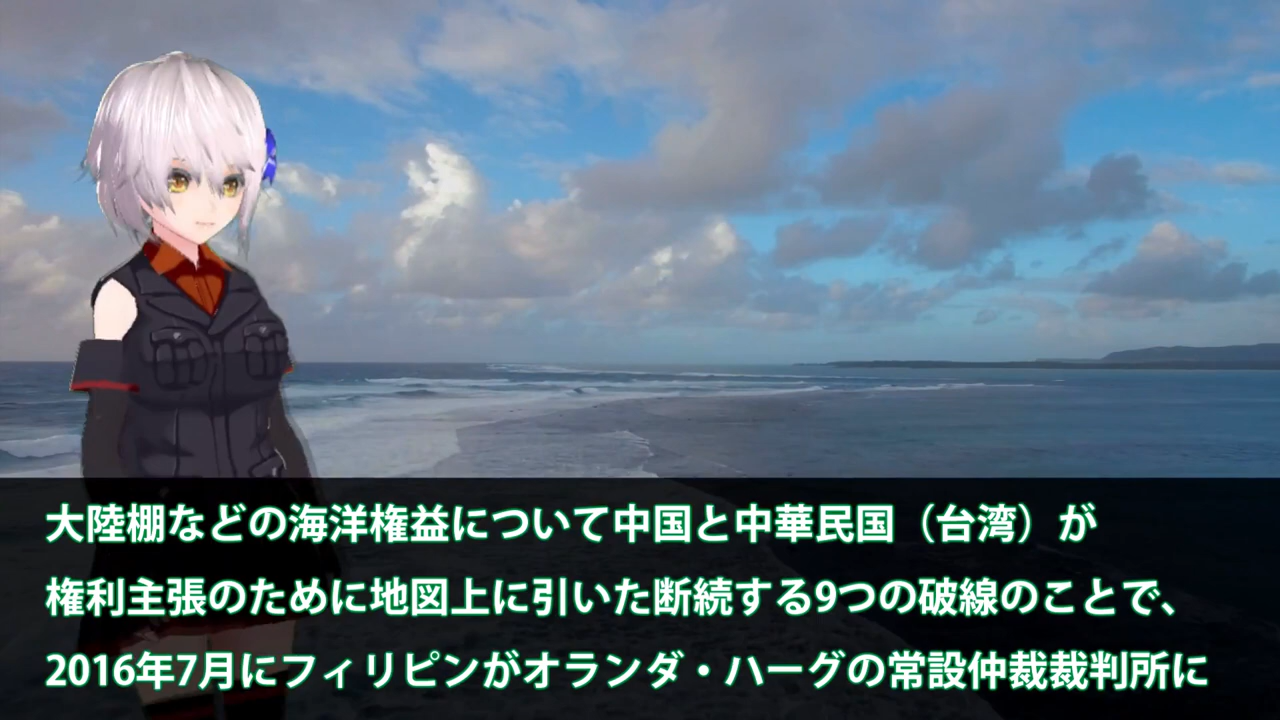 大陸棚などの海洋権益について中国と中華民国（台湾）が
権利主張のために地図上に引いた断続する9つの破線のことで、
2016年7月にフィリピンがオランダ・ハーグの常設仲裁裁判所に